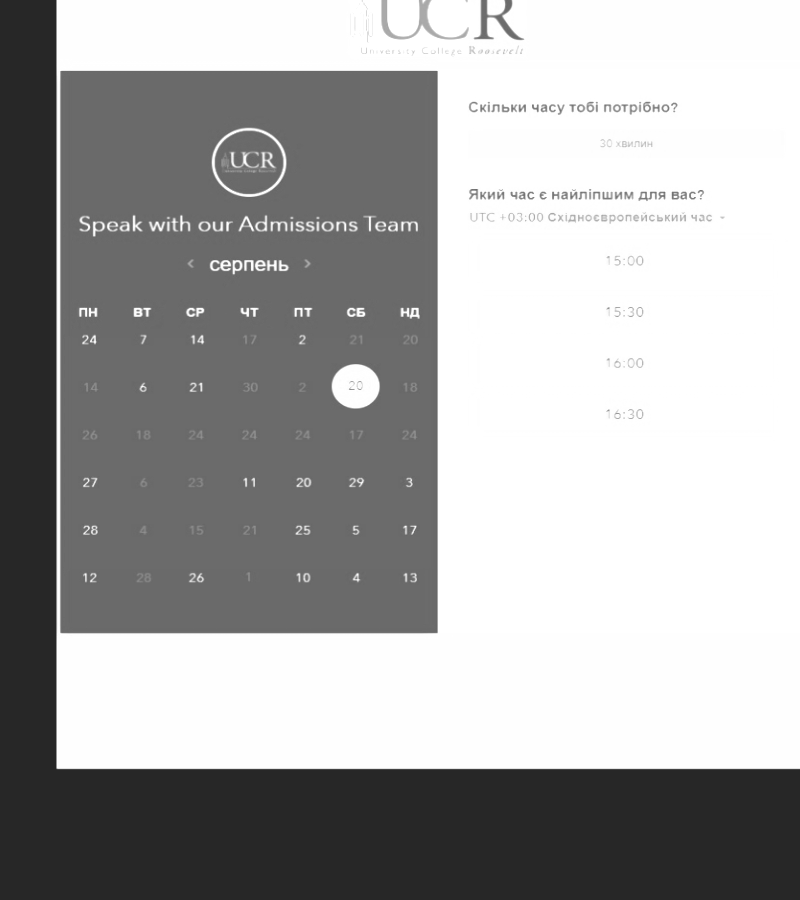 UCR
University College Roosevelt
UCR
Speak with our Admissions Team
< серпень >
ПН ВТ СР ЧТ ПТ СБ НД
24 7 14 17 2 21 20
14 6 21 30 2 20 18
26 18 24 24 24 17 24
27 6 23 11 20 29 3
28 4 15 21 25 5 17
12 28 26 1 10 4 13
Скільки часу тобі потрібно?
30 хвилин
Який час є найліпшим для вас?
UTC +03:00 Східноєвропейський час
15:00
15:30
16:00
16:30